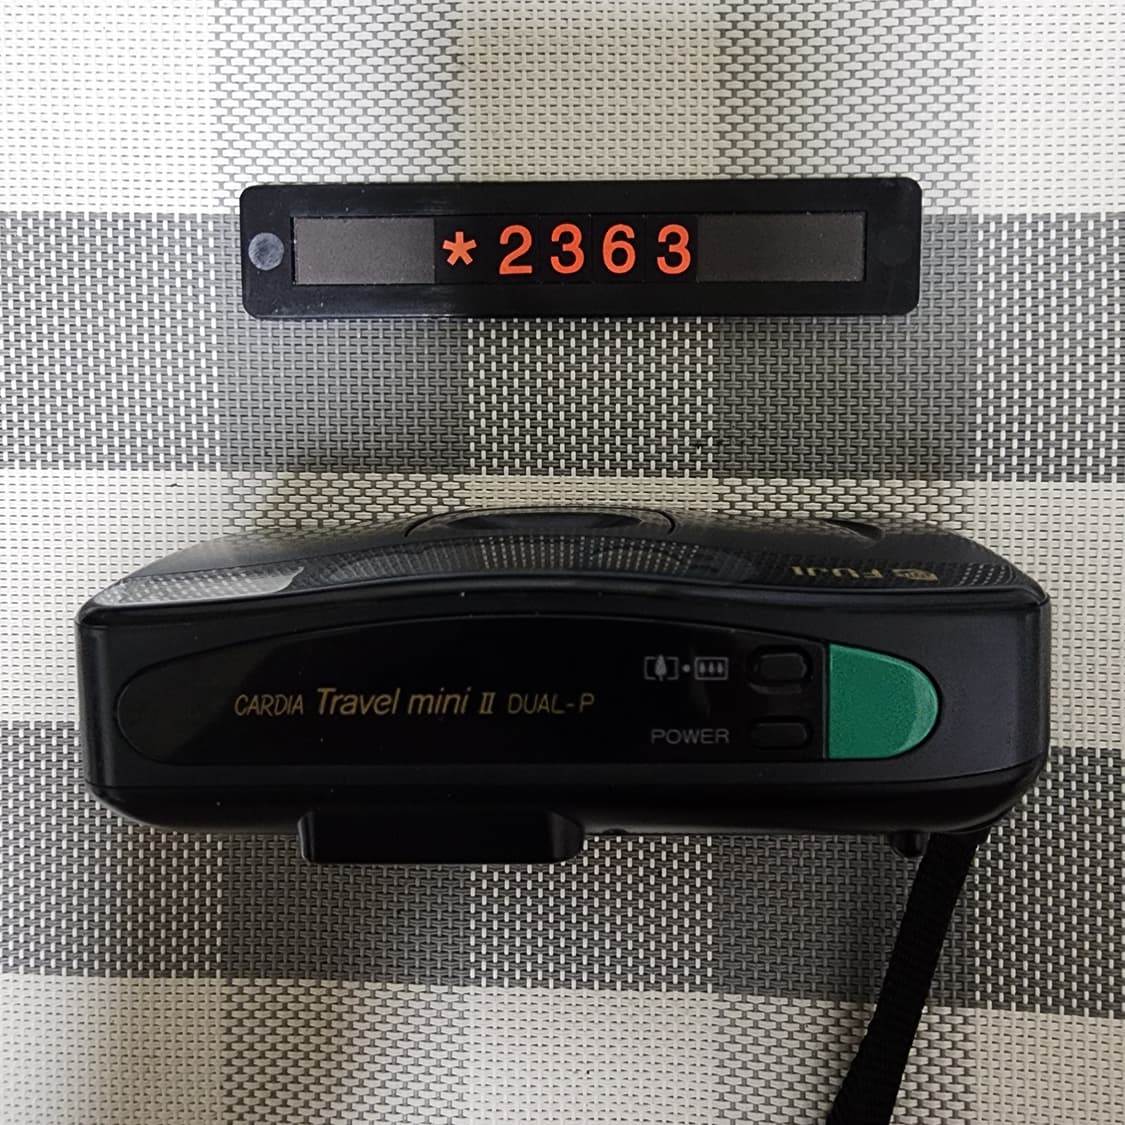 *2363
FUJI
CARDIA Travel mini II DUAL-P
POWER